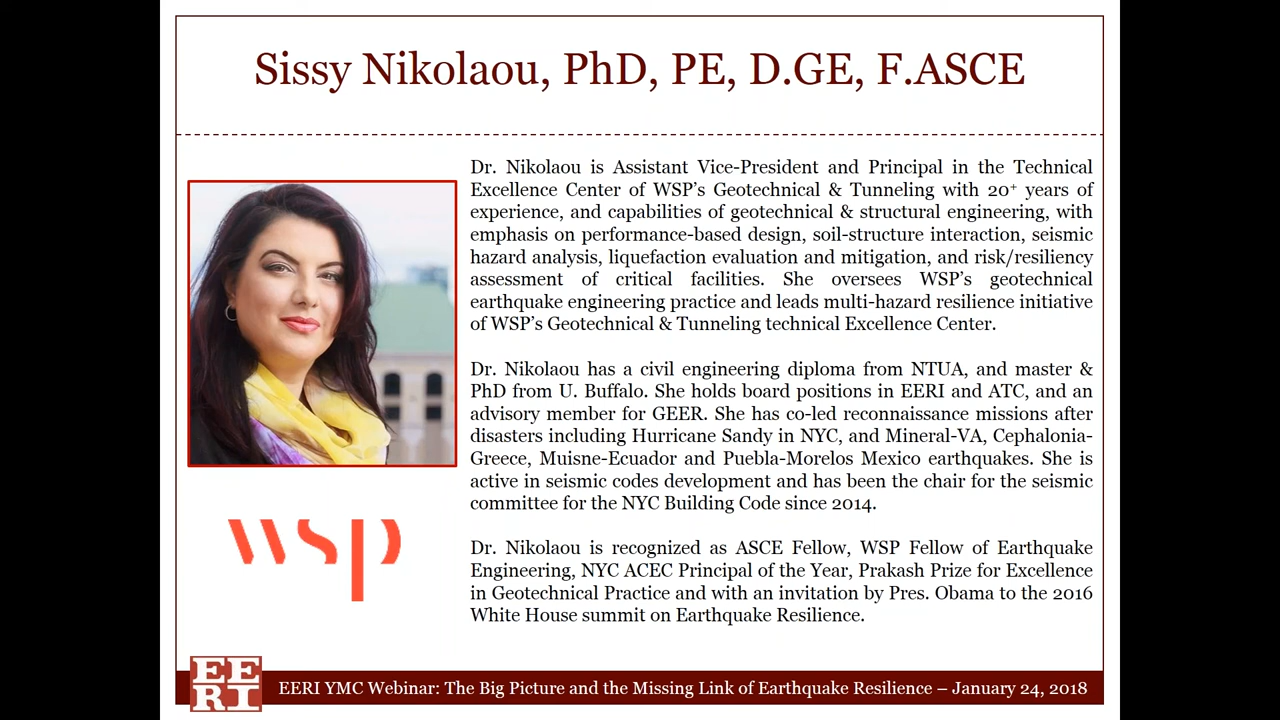 Sissy Nikolaou, PhD, PE, D.GE, F.ASCE
Dr. Nikolaou is Assistant Vice-President and Principal in the Technical
Excellence Center of WSP's Geotechnical & Tunneling with 20⁺ years of
experience, and capabilities of geotechnical & structural engineering, with
emphasis on performance-based design, soil-structure interaction, seismic
hazard analysis, liquefaction evaluation and mitigation, and risk/resiliency
assessment of critical facilities. She oversees WSP's geotechnical
earthquake engineering practice and leads multi-hazard resilience initiative
of WSP's Geotechnical & Tunneling technical Excellence Center.
Dr. Nikolaou has a civil engineering diploma from NTUA, and master &
PhD from U. Buffalo. She holds board positions in EERI and ATC, and an
advisory member for GEER. She has co-led reconnaissance missions after
disasters including Hurricane Sandy in NYC, and Mineral-VA, Cephalonia-
Greece, Muisne-Ecuador and Puebla-Morelos Mexico earthquakes. She is
active in seismic codes development and has been the chair for the seismic
committee for the NYC Building Code since 2014.
Dr. Nikolaou is recognized as ASCE Fellow, WSP Fellow of Earthquake
Engineering, NYC ACEC Principal of the Year, Prakash Prize for Excellence
in Geotechnical Practice and with an invitation by Pres. Obama to the 2016
White House summit on Earthquake Resilience.
wsp
EE
RI
EERI YMC Webinar: The Big Picture and the Missing Link of Earthquake Resilience – January 24, 2018